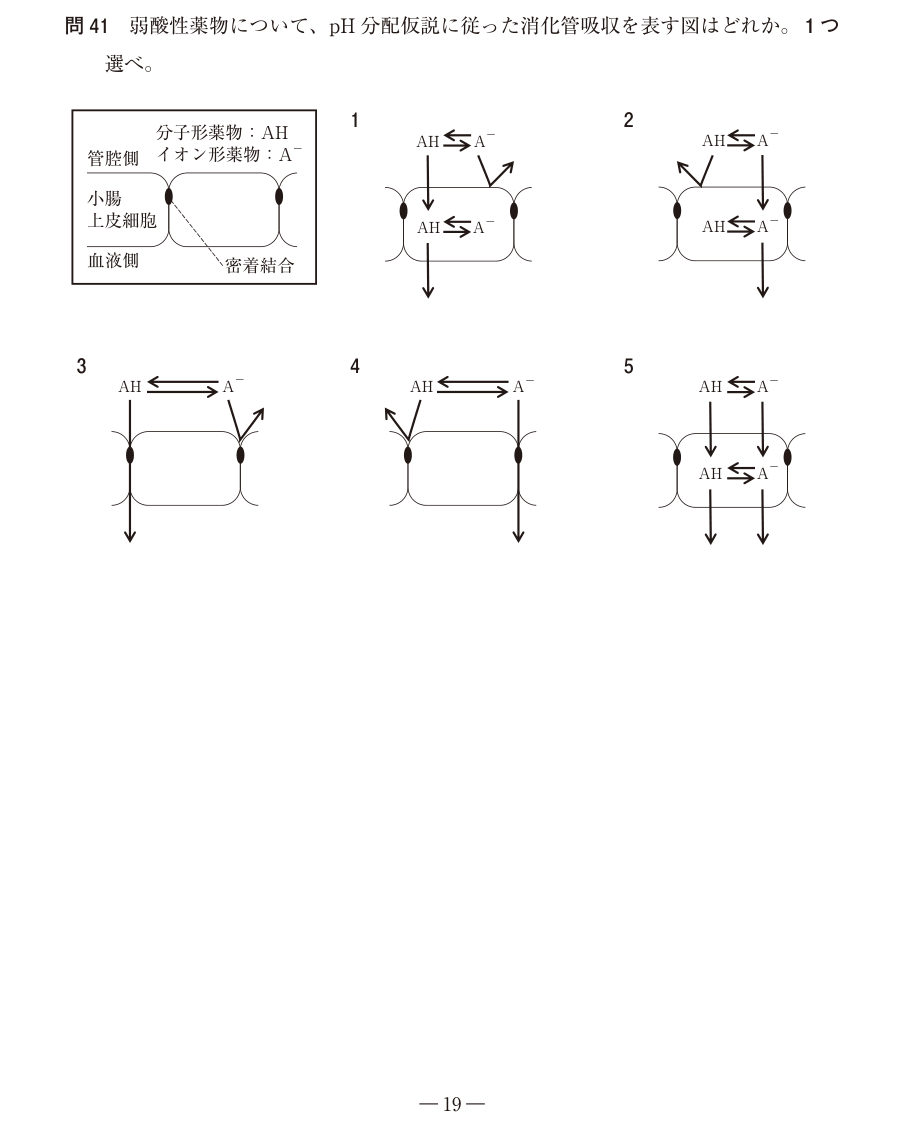 問 41 弱酸性薬物について、pH 分配仮説に従った消化管吸収を表す図はどれか。1つ
選べ。
分子形薬物：AH
イオン形薬物：A⁻
管腔側
小腸
上皮細胞
血液側
密着結合
1
AH ⇄ A⁻
AH ⇄ A⁻
2
AH ⇄ A⁻
AH ⇄ A⁻
3
AH ⇄ A⁻
4
AH ⇄ A⁻
5
AH ⇄ A⁻
AH ⇄ A⁻
— 19 —